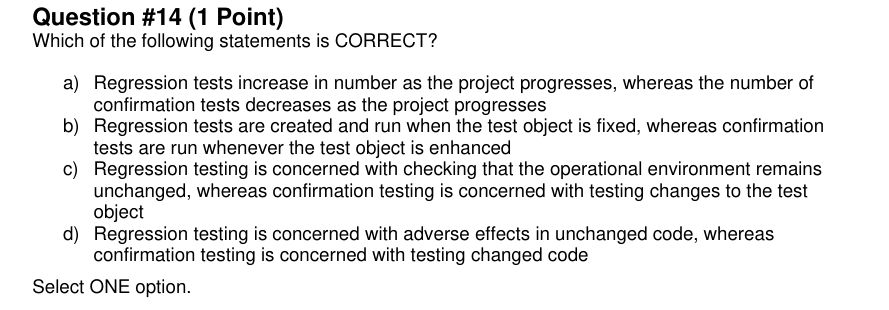 Question #14 (1 Point)
Which of the following statements is CORRECT?
a) Regression tests increase in number as the project progresses, whereas the number of
confirmation tests decreases as the project progresses
b) Regression tests are created and run when the test object is fixed, whereas confirmation
tests are run whenever the test object is enhanced
c) Regression testing is concerned with checking that the operational environment remains
unchanged, whereas confirmation testing is concerned with testing changes to the test
object
d) Regression testing is concerned with adverse effects in unchanged code, whereas
confirmation testing is concerned with testing changed code
Select ONE option.